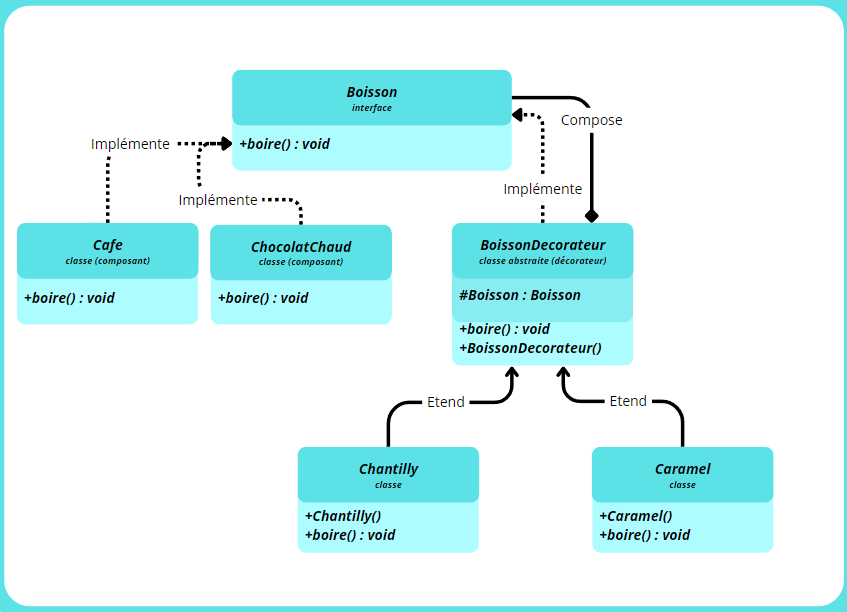 Boisson
interface
+boire() : void
Compose
Implémente
Implémente
Implémente
Cafe
classe (composant)
+boire() : void
ChocolatChaud
classe (composant)
+boire() : void
BoissonDecorateur
classe abstraite (décorateur)
#Boisson : Boisson
+boire() : void
+BoissonDecorateur()
Etend
Etend
Chantilly
classe
+Chantilly()
+boire() : void
Caramel
classe
+Caramel()
+boire() : void